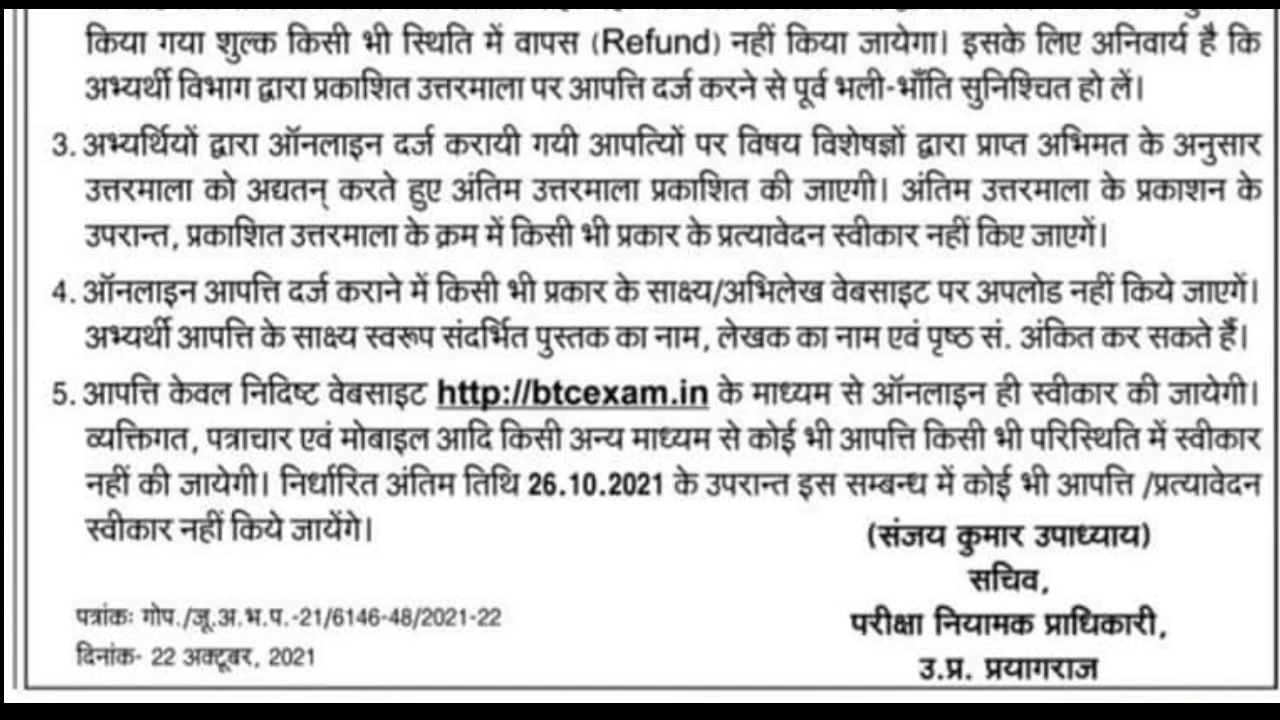 किया गया शुल्क किसी भी स्थिति में वापस (Refund) नहीं किया जायेगा। इसके लिए अनिवार्य है कि
अभ्यर्थी विभाग द्वारा प्रकाशित उत्तरमाला पर आपत्ति दर्ज करने से पूर्व भली-भाँति सुनिश्चित हो लें।
3. अभ्यर्थियों द्वारा ऑनलाइन दर्ज करायी गयी आपत्यिों पर विषय विशेषज्ञों द्वारा प्राप्त अभिमत के अनुसार
उत्तरमाला को अद्यतन् करते हुए अंतिम उत्तरमाला प्रकाशित की जाएगी। अंतिम उत्तरमाला के प्रकाशन के
उपरान्त, प्रकाशित उत्तरमाला के क्रम में किसी भी प्रकार के प्रत्यावेदन स्वीकार नहीं किए जाएगें।
4. ऑनलाइन आपत्ति दर्ज कराने में किसी भी प्रकार के साक्ष्य/अभिलेख वेबसाइट पर अपलोड नहीं किये जाएगें।
अभ्यर्थी आपत्ति के साक्ष्य स्वरूप संदर्भित पुस्तक का नाम, लेखक का नाम एवं पृष्ठ सं. अंकित कर सकते हैं।
5. आपत्ति केवल निदिष्ट वेबसाइट http://btcexam.in के माध्यम से ऑनलाइन ही स्वीकार की जायेगी।
व्यक्तिगत, पत्राचार एवं मोबाइल आदि किसी अन्य माध्यम से कोई भी आपत्ति किसी भी परिस्थिति में स्वीकार
नहीं की जायेगी। निर्धारित अंतिम तिथि 26.10.2021 के उपरान्त इस सम्बन्ध में कोई भी आपत्ति /प्रत्यावेदन
स्वीकार नहीं किये जायेंगे।
(संजय कुमार उपाध्याय)
सचिव,
परीक्षा नियामक प्राधिकारी,
उ.प्र. प्रयागराज
पत्रांकः गोप./जू.अ.भ.प.-21/6146-48/2021-22
दिनांक- 22 अक्टूबर, 2021